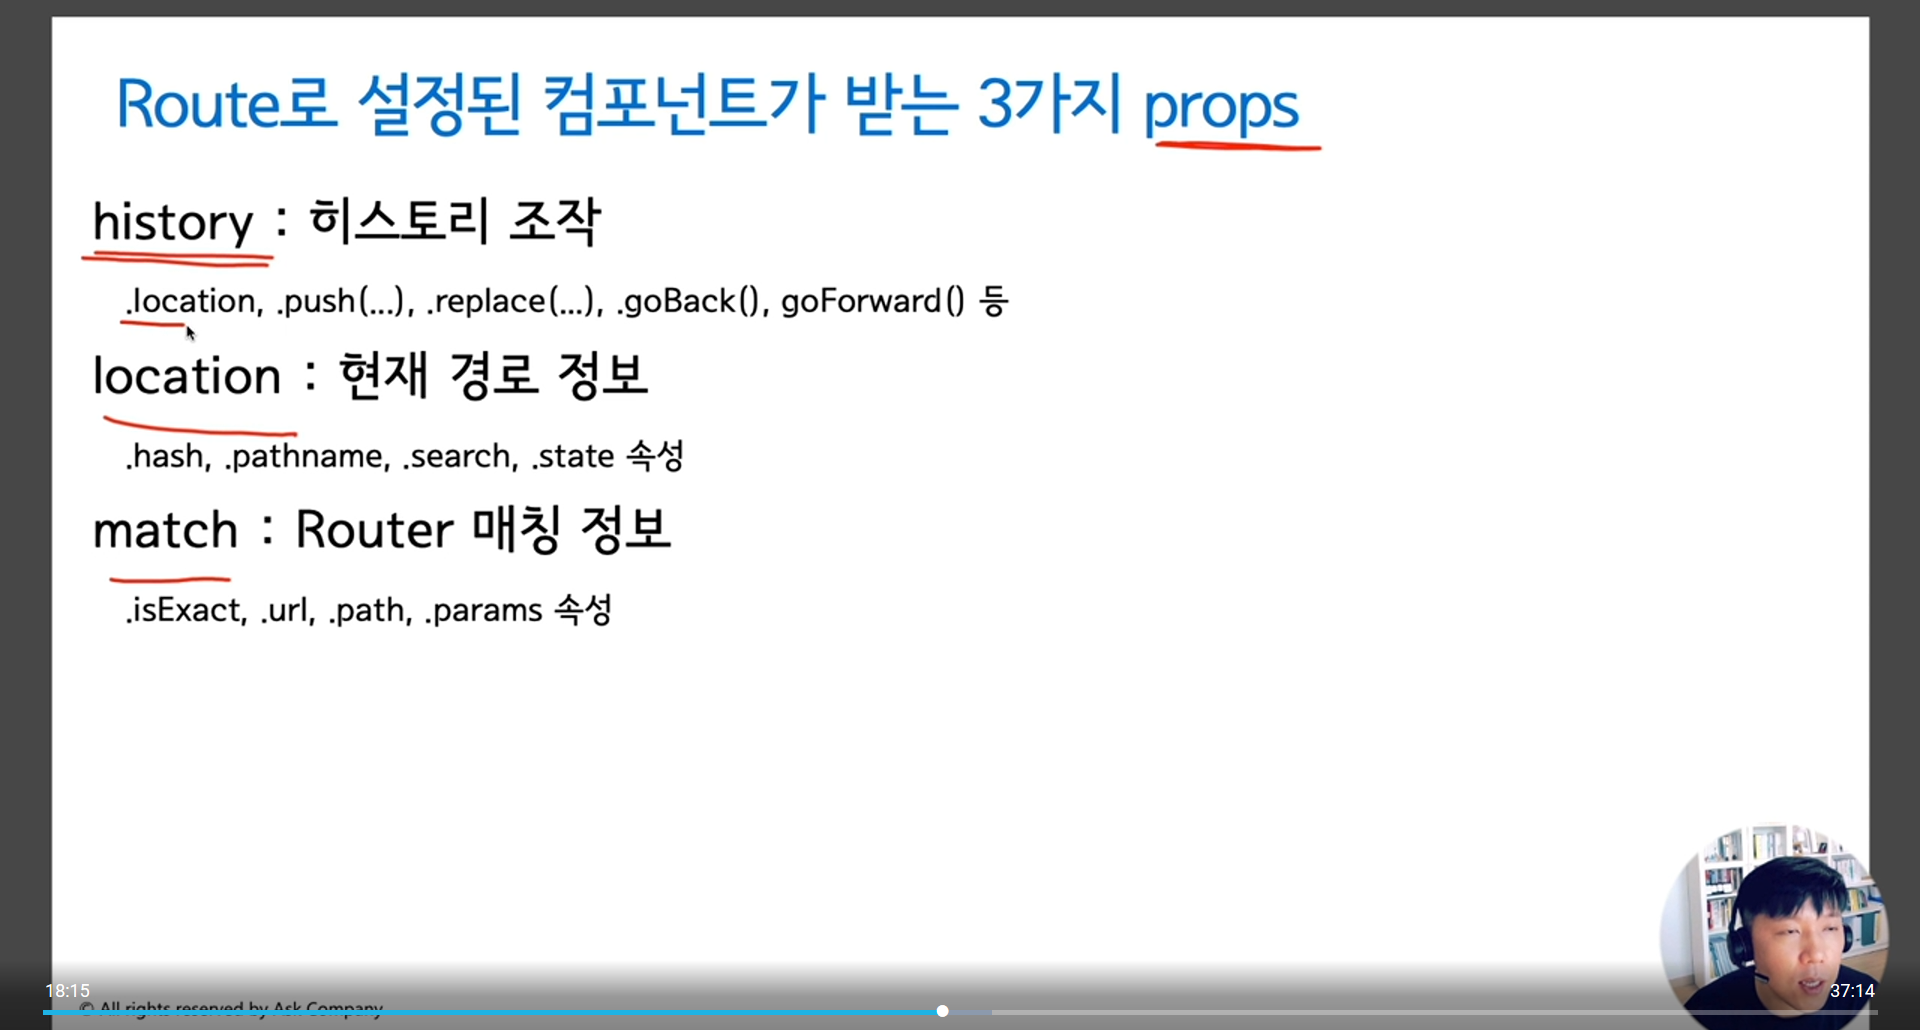 Route로 설정된 컴포넌트가 받는 3가지 props
history : 히스토리 조작
.location, .push(...), .replace(...), .goBack(), goForward() 등
location : 현재 경로 정보
.hash, .pathname, .search, .state 속성
match : Router 매칭 정보
.isExact, .url, .path, .params 속성
18:15
37:14
© All rights reserved by Ask Company